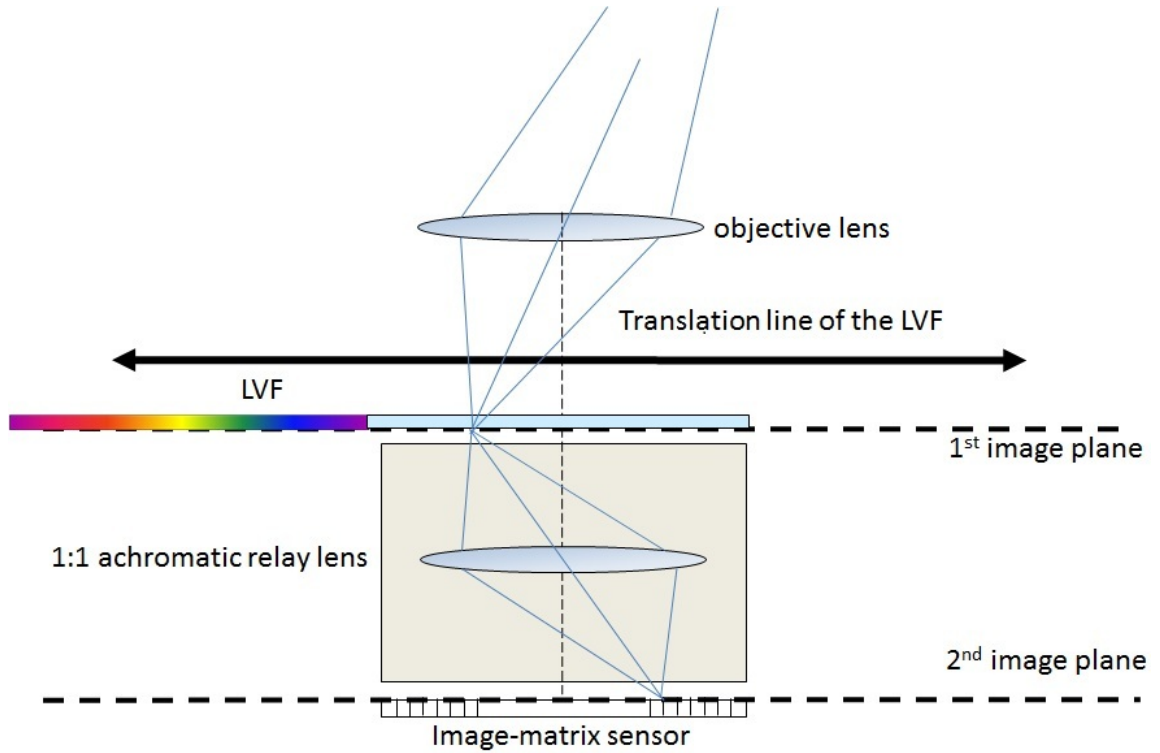 objective lens
Translation line of the LVF
LVF
1st image plane
1:1 achromatic relay lens
2nd image plane
Image-matrix sensor